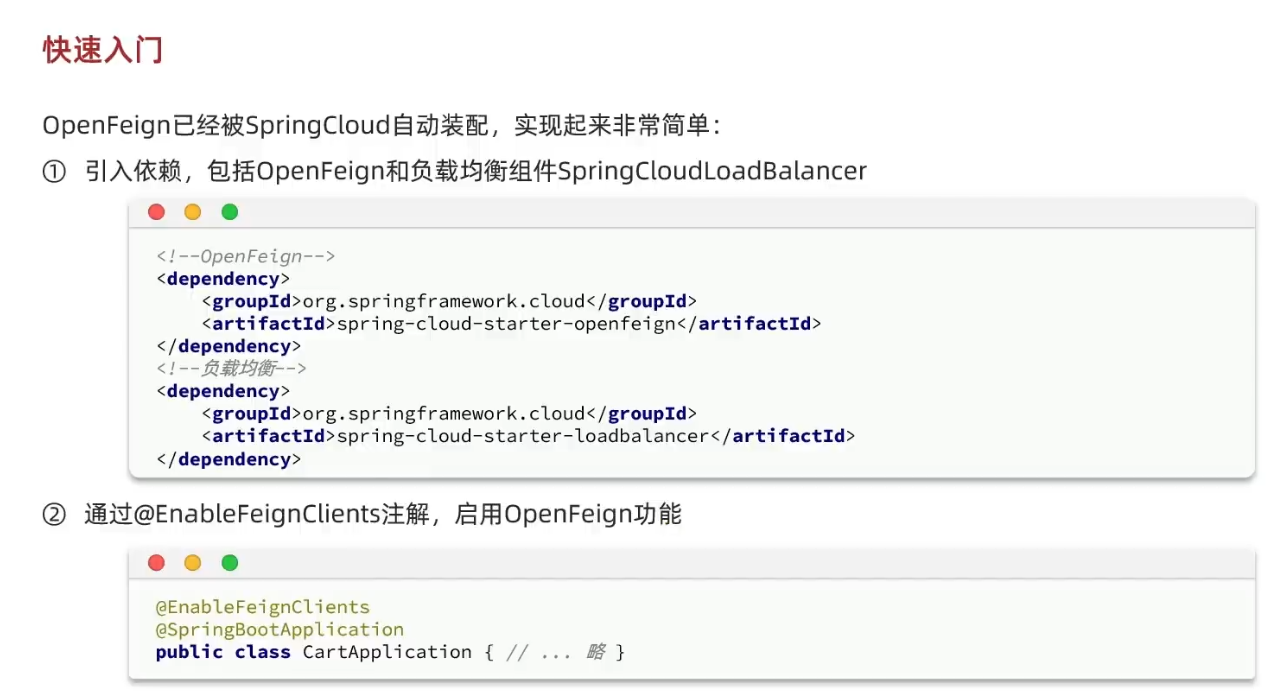 快速入门
OpenFeign已经被SpringCloud自动装配，实现起来非常简单：
① 引入依赖，包括OpenFeign和负载均衡组件SpringCloudLoadBalancer
<!--OpenFeign-->
<dependency>
    <groupId>org.springframework.cloud</groupId>
    <artifactId>spring-cloud-starter-openfeign</artifactId>
</dependency>
<!--负载均衡-->
<dependency>
    <groupId>org.springframework.cloud</groupId>
    <artifactId>spring-cloud-starter-loadbalancer</artifactId>
</dependency>
② 通过@EnableFeignClients注解，启用OpenFeign功能
@EnableFeignClients
@SpringBootApplication
public class CartApplication { // ... 略 }